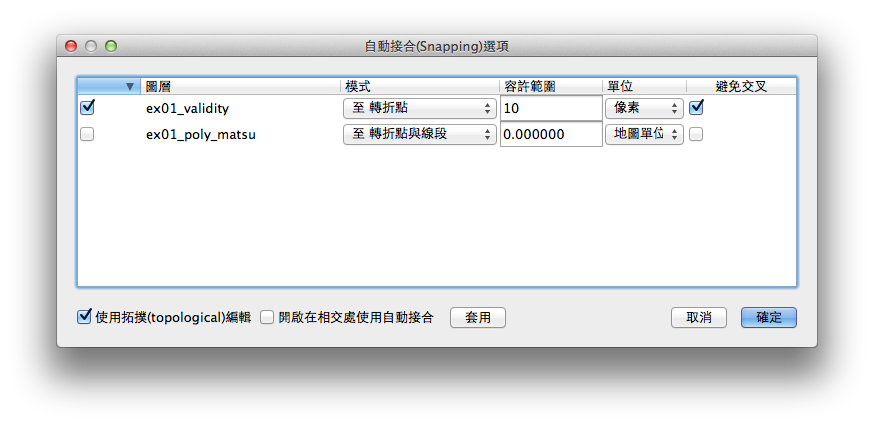 自動接合(Snapping)選項
圖層 模式 容許範圍 單位 避免交叉
ex01_validity 至 轉折點 10 像素
ex01_poly_matsu 至 轉折點與線段 0.000000 地圖單位
使用拓撲(topological)編輯 開啟在相交處使用自動接合 套用 取消 確定